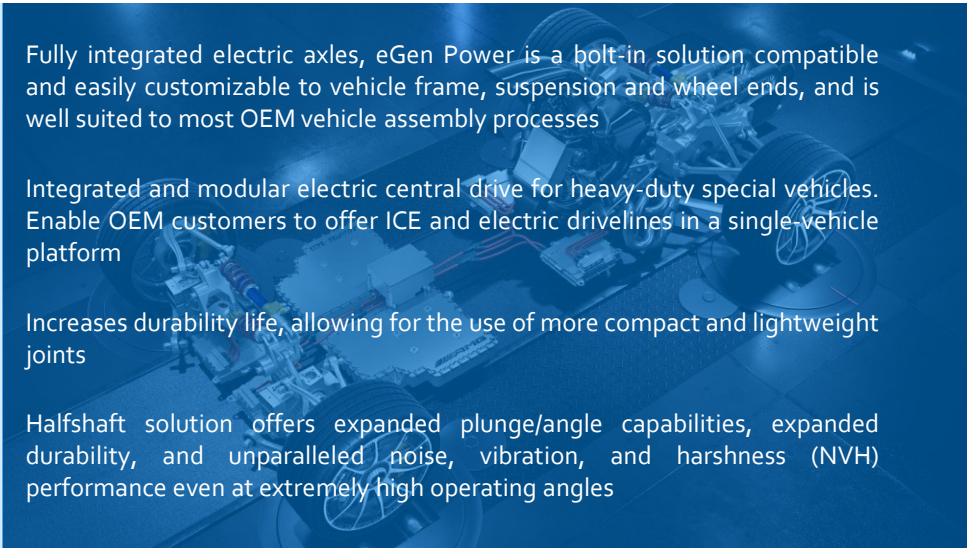 Fully integrated electric axles, eGen Power is a bolt-in solution compatible
and easily customizable to vehicle frame, suspension and wheel ends, and is
well suited to most OEM vehicle assembly processes
Integrated and modular electric central drive for heavy-duty special vehicles.
Enable OEM customers to offer ICE and electric drivelines in a single-vehicle
platform
Increases durability life, allowing for the use of more compact and lightweight
joints
Halfshaft solution offers expanded plunge/angle capabilities, expanded
durability, and unparalleled noise, vibration, and harshness (NVH)
performance even at extremely high operating angles